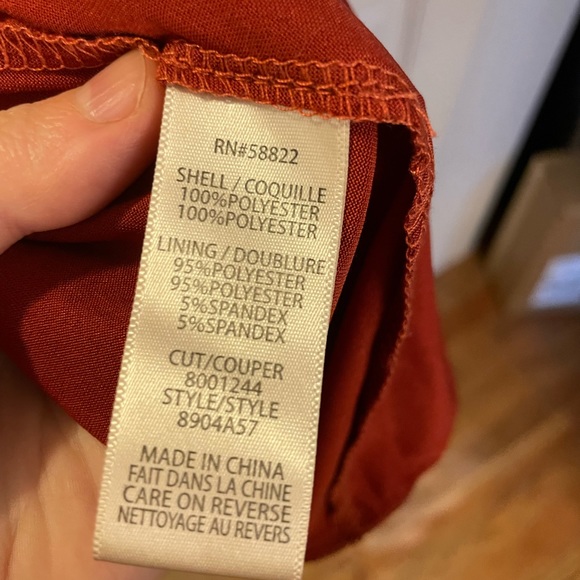 RN#58822
SHELL / COQUILLE
100%POLYESTER
100%POLYESTER
LINING / DOUBLURE
95%POLYESTER
95%POLYESTER
5%SPANDEX
5%SPANDEX
CUT/COUPER
8001244
STYLE/STYLE
8904A57
MADE IN CHINA
FAIT DANS LA CHINE
CARE ON REVERSE
NETTOYAGE AU REVERS